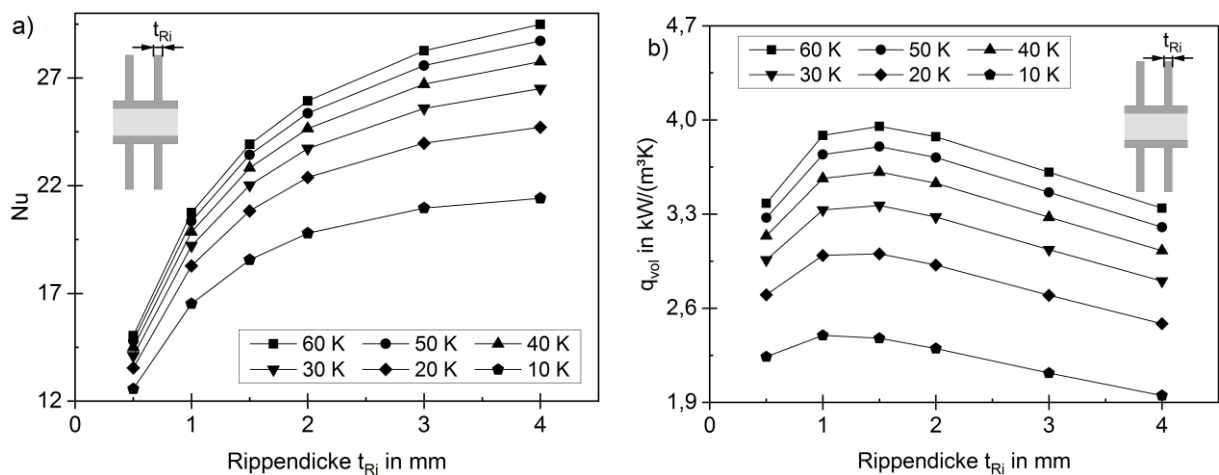 a)
t_Ri
Nu
27
22
17
12
0
1
2
3
4
60 K 50 K 40 K
30 K 20 K 10 K
Rippendicke t_Ri in mm
b)
t_Ri
q_vol in kW/(m³K)
4,7
4,0
3,3
2,6
1,9
60 K 50 K 40 K
30 K 20 K 10 K
0
1
2
3
4
Rippendicke t_Ri in mm